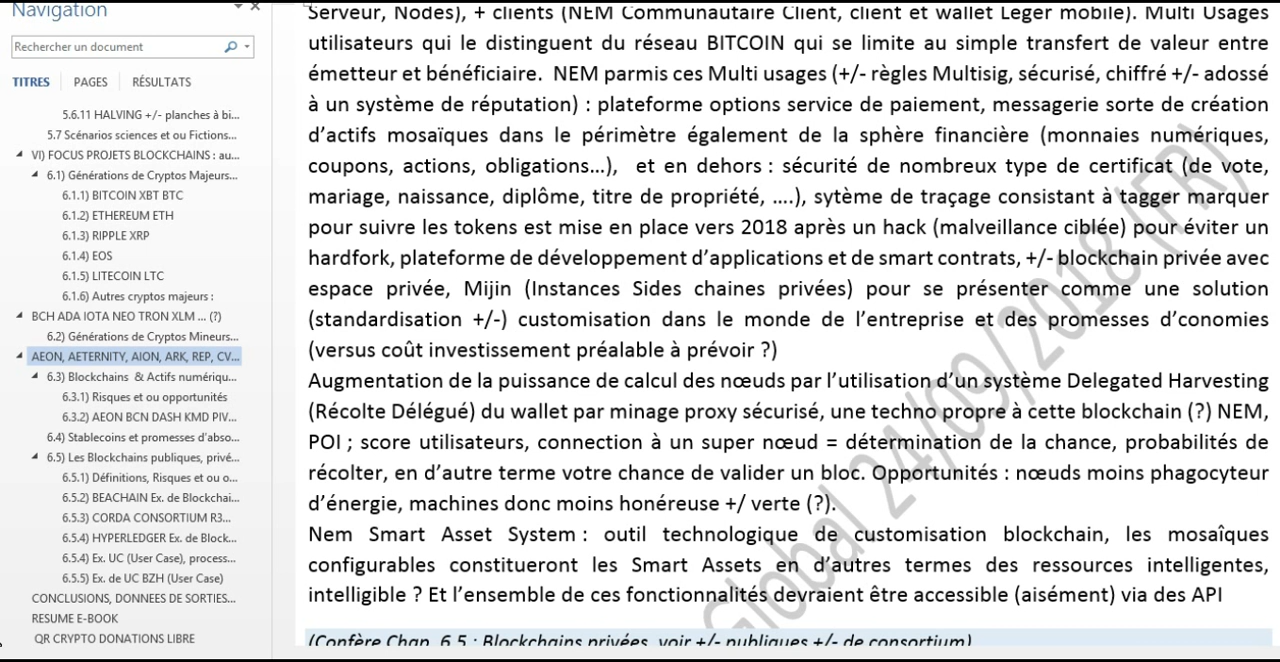 Navigation
Rechercher un document
TITRES PAGES RÉSULTATS
5.6.11 HALVING +/- planches à bi...
5.7 Scénarios sciences et ou Fictions...
VI) FOCUS PROJETS BLOCKCHAINS : au...
6.1) Générations de Cryptos Majeurs...
6.1.1) BITCOIN XBT BTC
6.1.2) ETHEREUM ETH
6.1.3) RIPPLE XRP
6.1.4) EOS
6.1.5) LITECOIN LTC
6.1.6) Autres cryptos majeurs :
BCH ADA IOTA NEO TRON XLM ... (?)
6.2) Générations de Cryptos Mineurs...
AEON, AETERNITY, AION, ARK, REP, CV...
6.3) Blockchains & Actifs numériqu...
6.3.1) Risques et ou opportunités
6.3.2) AEON BCN DASH KMD PIV...
6.4) Stablecoins et promesses d'abso...
6.5) Les Blockchains publiques, privé...
6.5.1) Définitions, Risques et ou o...
6.5.2) BEACHAIN Ex. de Blockchai...
6.5.3) CORDA CONSORTIUM R3...
6.5.4) HYPERLEDGER Ex. de Block...
6.5.4) Ex. UC (User Case), process...
6.5.5) Ex. de UC BZH (User Case)
CONCLUSIONS, DONNEES DE SORTIES...
RESUME E-BOOK
QR CRYPTO DONATIONS LIBRE
Serveur, Nodes), + clients (NEM Communautaire Client, client et wallet Leger mobile). Multi Usages
utilisateurs qui le distinguent du réseau BITCOIN qui se limite au simple transfert de valeur entre
émetteur et bénéficiaire. NEM parmis ces Multi usages (+/- règles Multisig, sécurisé, chiffré +/- adossé
à un système de réputation) : plateforme options service de paiement, messagerie sorte de création
d'actifs mosaïques dans le périmètre également de la sphère financière (monnaies numériques,
coupons, actions, obligations...), et en dehors : sécurité de nombreux type de certificat (de vote,
mariage, naissance, diplôme, titre de propriété, ....), sytème de traçage consistant à tagger marquer
pour suivre les tokens est mise en place vers 2018 après un hack (malveillance ciblée) pour éviter un
hardfork, plateforme de développement d'applications et de smart contrats, +/- blockchain privée avec
espace privée, Mijin (Instances Sides chaines privées) pour se présenter comme une solution
(standardisation +/-) customisation dans le monde de l'entreprise et des promesses d'conomies
(versus coût investissement préalable à prévoir ?)
Augmentation de la puissance de calcul des nœuds par l'utilisation d'un système Delegated Harvesting
(Récolte Délégué) du wallet par minage proxy sécurisé, une techno propre à cette blockchain (?) NEM,
POI ; score utilisateurs, connection à un super nœud = détermination de la chance, probabilités de
récolter, en d'autre terme votre chance de valider un bloc. Opportunités : nœuds moins phagocyteur
d'énergie, machines donc moins honéreuse +/ verte (?).
Nem Smart Asset System : outil technologique de customisation blockchain, les mosaîques
configurables constitueront les Smart Assets en d'autres termes des ressources intelligentes,
intelligible ? Et l'ensemble de ces fonctionnalités devraient être accessible (aisément) via des API
(Confère Chap. 6.5 : Blockchains privées, voir +/- publiques +/- de consortium)
Global 24/09/2018 (FR)